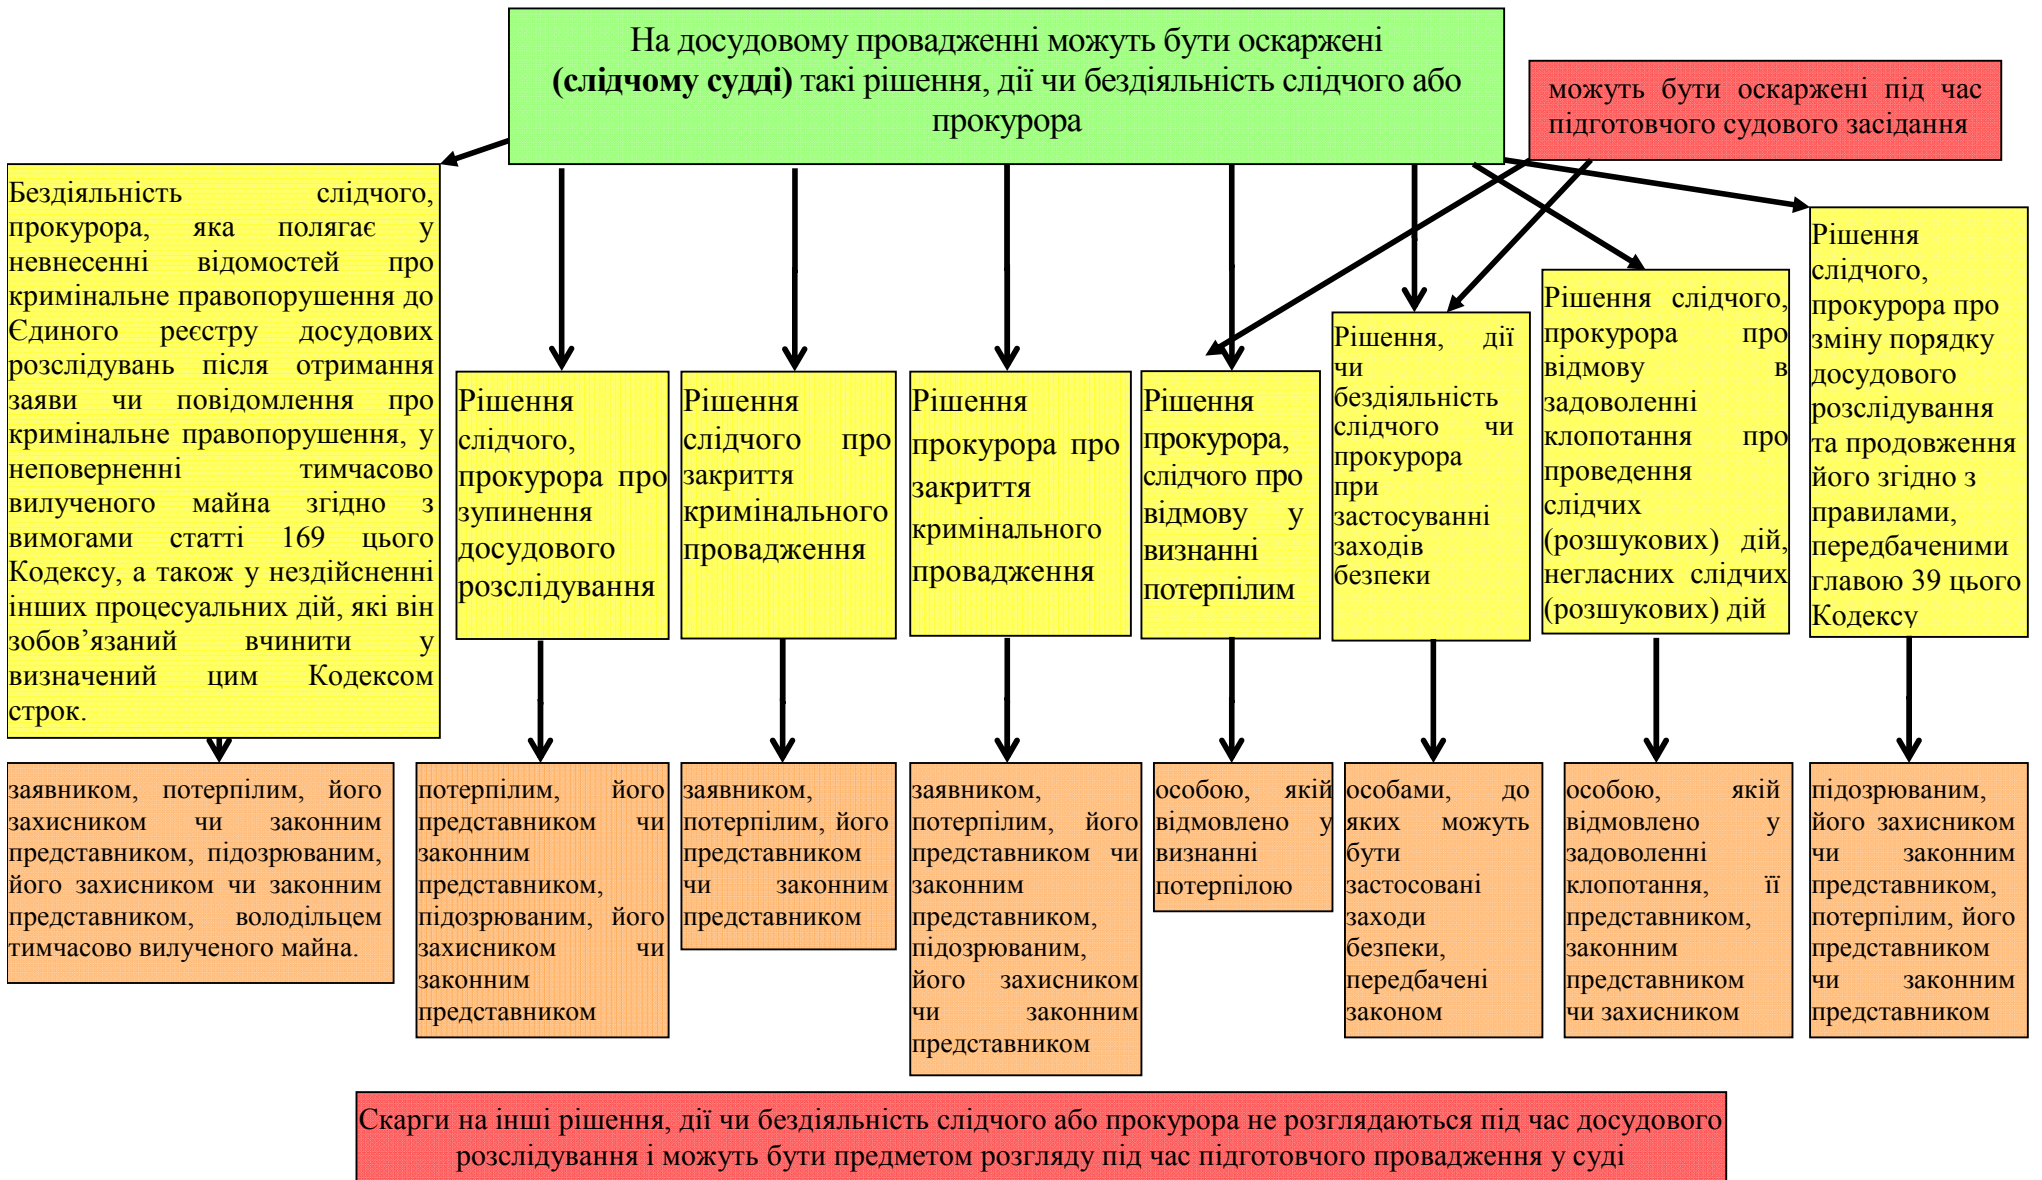 На досудовому провадженні можуть бути оскаржені
(слідчому судді) такі рішення, дії чи бездіяльність слідчого або
прокурора
можуть бути оскаржені під час
підготовчого судового засідання
Бездіяльність слідчого,
прокурора, яка полягає у
невнесенні відомостей про
кримінальне правопорушення до
Єдиного реєстру досудових
розслідувань після отримання
заяви чи повідомлення про
кримінальне правопорушення, у
неповерненні тимчасово
вилученого майна згідно з
вимогами статті 169 цього
Кодексу, а також у нездійсненні
інших процесуальних дій, які він
зобов’язаний вчинити у
визначений цим Кодексом
строк.
Рішення
слідчого,
прокурора про
зупинення
досудового
розслідування
Рішення
слідчого про
закриття
кримінального
провадження
Рішення
прокурора про
закриття
кримінального
провадження
Рішення
прокурора,
слідчого про
відмову у
визнанні
потерпілим
Рішення, дії
чи
бездіяльність
слідчого чи
прокурора
при
застосуванні
заходів
безпеки
Рішення слідчого,
прокурора про
відмову в
задоволенні
клопотання про
проведення
слідчих
(розшукових) дій,
негласних слідчих
(розшукових) дій
Рішення
слідчого,
прокурора про
зміну порядку
досудового
розслідування
та продовження
його згідно з
правилами,
передбаченими
главою 39 цього
Кодексу
заявником, потерпілим, його
захисником чи законним
представником, підозрюваним,
його захисником чи законним
представником, володільцем
тимчасово вилученого майна.
потерпілим, його
представником чи
законним
представником,
підозрюваним, його
захисником чи
законним
представником
заявником,
потерпілим, його
представником
чи законним
представником
заявником,
потерпілим, його
представником чи
законним
представником,
підозрюваним,
його захисником
чи законним
представником
особою, якій
відмовлено у
визнанні
потерпілою
особами, до
яких можуть
бути
застосовані
заходи
безпеки,
передбачені
законом
особою, якій
відмовлено у
задоволенні
клопотання, її
представником,
законним
представником
чи захисником
підозрюваним,
його захисником
чи законним
представником,
потерпілим, його
представником
чи законним
представником
Скарги на інші рішення, дії чи бездіяльність слідчого або прокурора не розглядаються під час досудового
розслідування і можуть бути предметом розгляду під час підготовчого провадження у суді